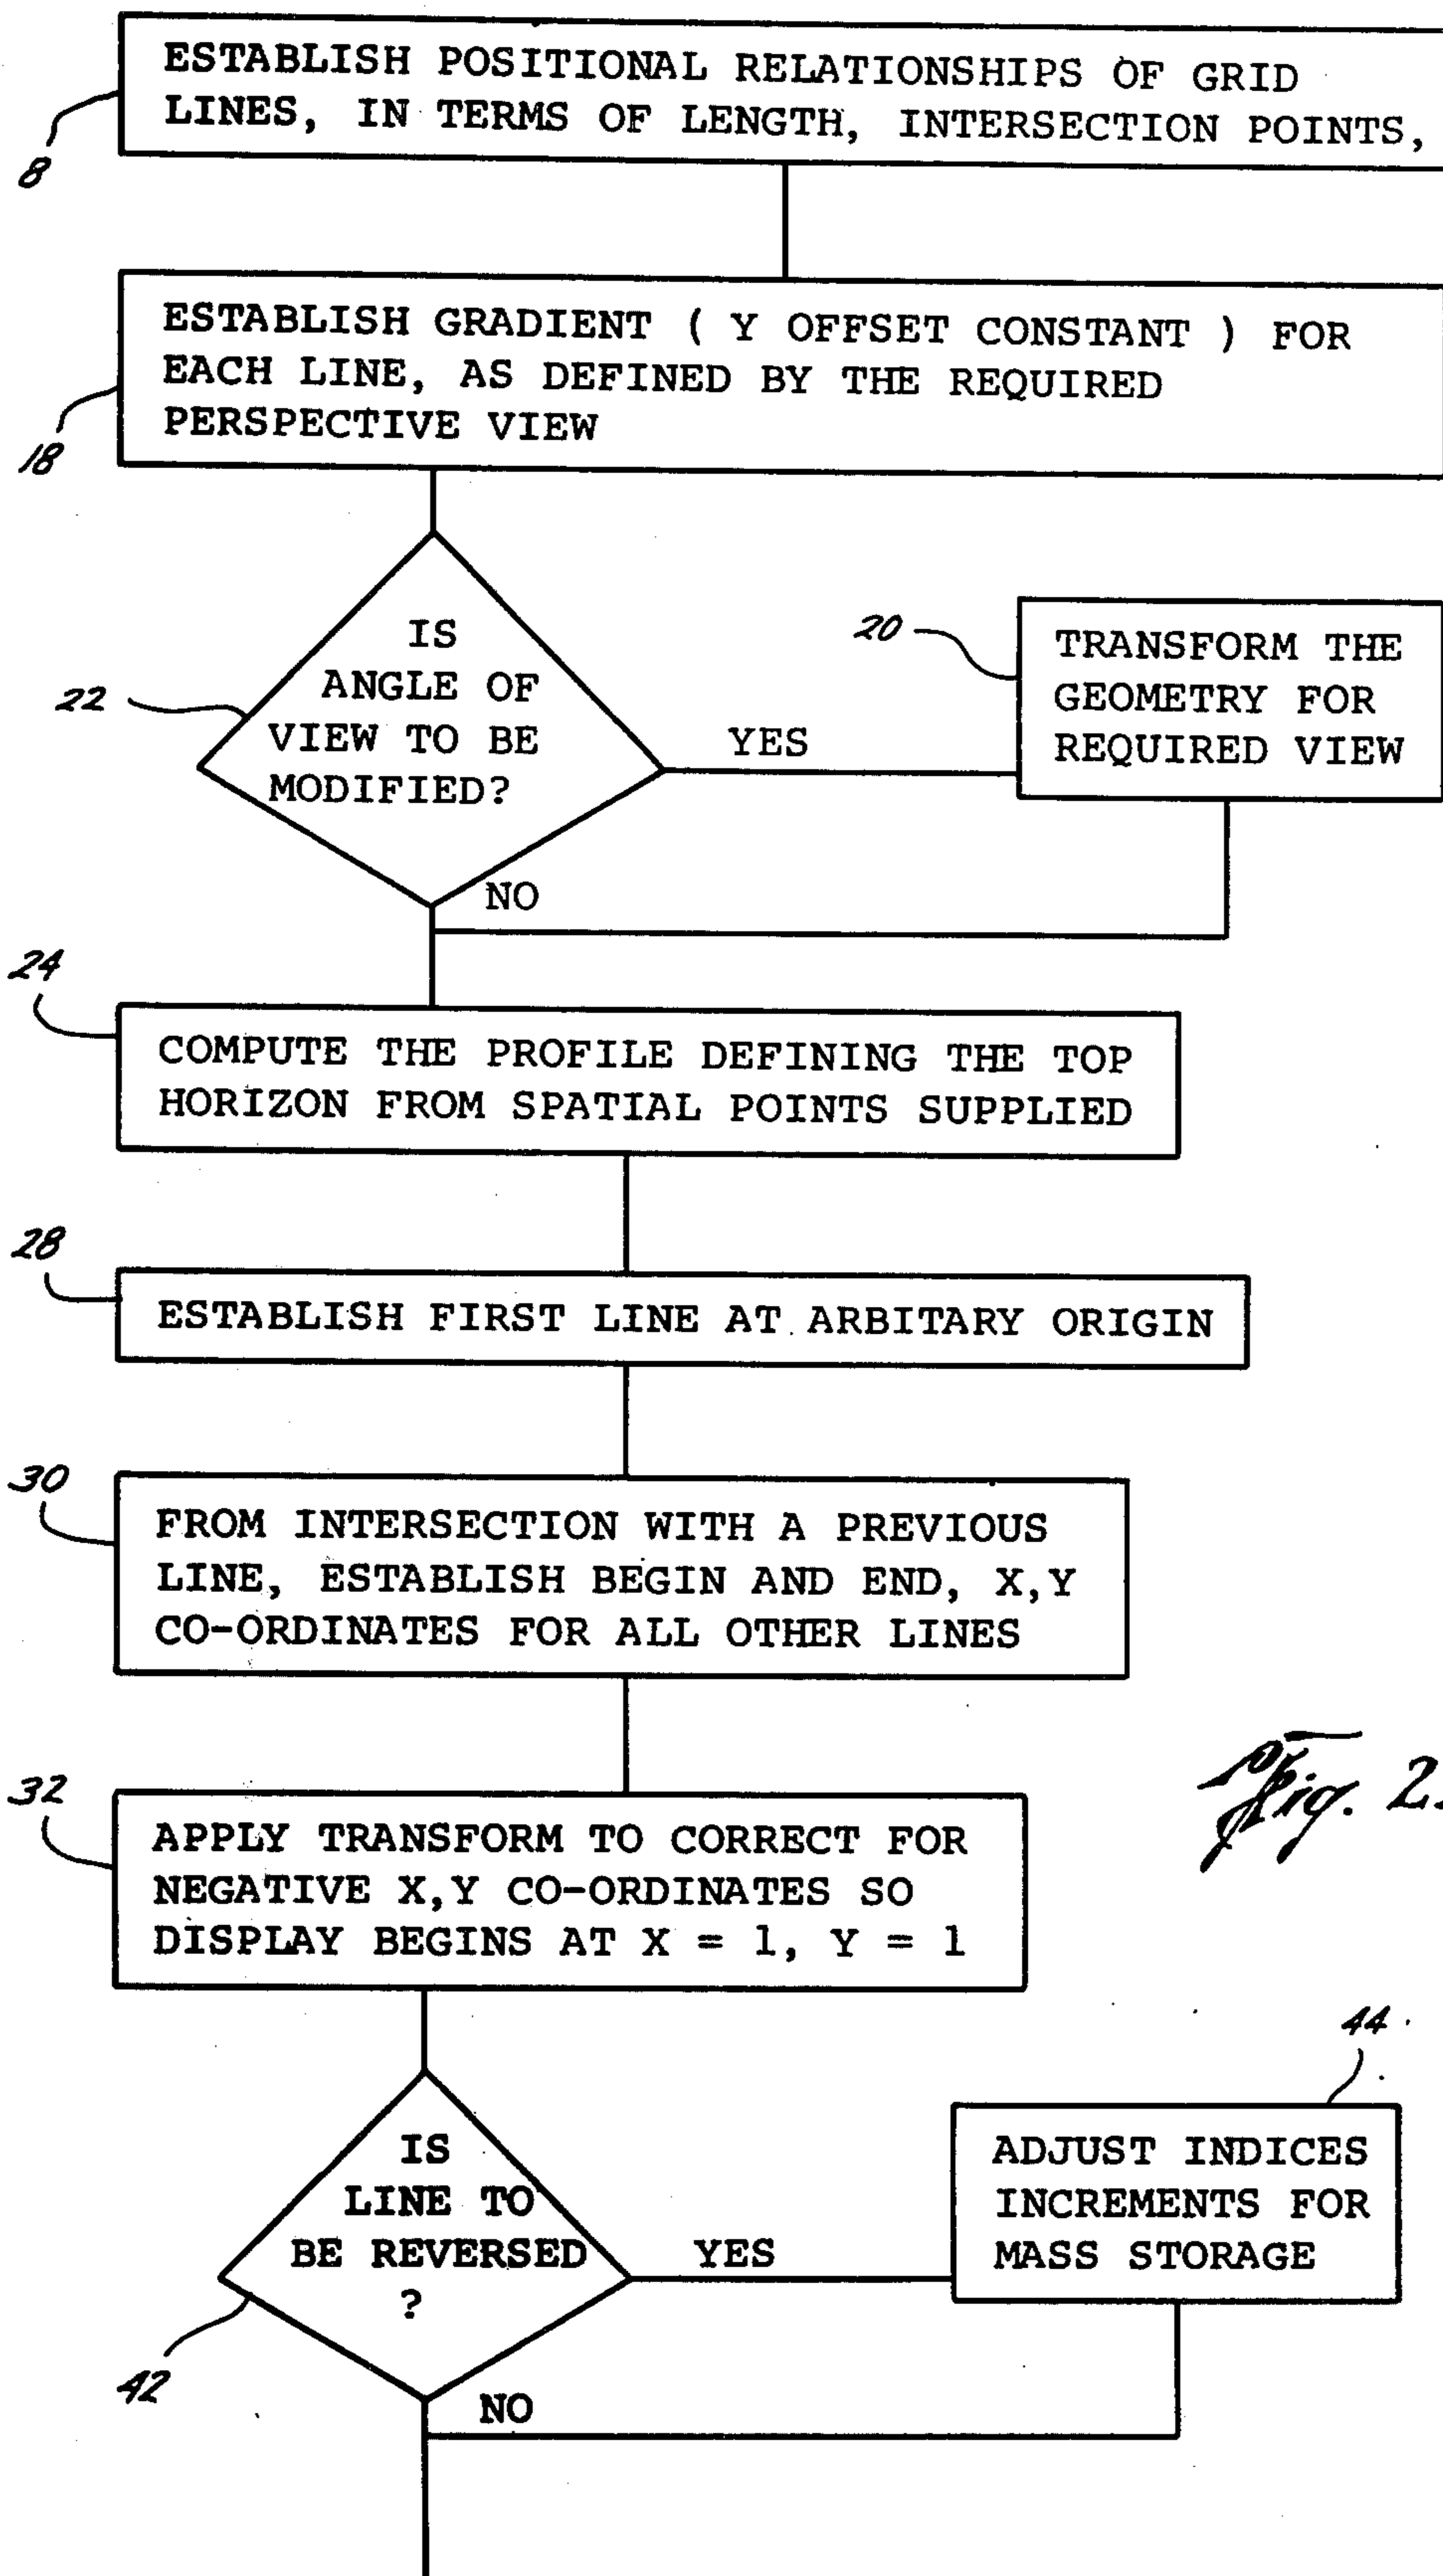 ESTABLISH POSITIONAL RELATIONSHIPS OF GRID
LINES, IN TERMS OF LENGTH, INTERSECTION POINTS,
8
ESTABLISH GRADIENT ( Y OFFSET CONSTANT ) FOR
EACH LINE, AS DEFINED BY THE REQUIRED
PERSPECTIVE VIEW
18
IS
ANGLE OF
VIEW TO BE
MODIFIED?
22
YES
NO
20
TRANSFORM THE
GEOMETRY FOR
REQUIRED VIEW
24
COMPUTE THE PROFILE DEFINING THE TOP
HORIZON FROM SPATIAL POINTS SUPPLIED
28
ESTABLISH FIRST LINE AT ARBITARY ORIGIN
30
FROM INTERSECTION WITH A PREVIOUS
LINE, ESTABLISH BEGIN AND END, X,Y
CO-ORDINATES FOR ALL OTHER LINES
32
APPLY TRANSFORM TO CORRECT FOR
NEGATIVE X,Y CO-ORDINATES SO
DISPLAY BEGINS AT X = 1, Y = 1
Fig. 2.
IS
LINE TO
BE REVERSED
?
42
YES
NO
44
ADJUST INDICES
INCREMENTS FOR
MASS STORAGE